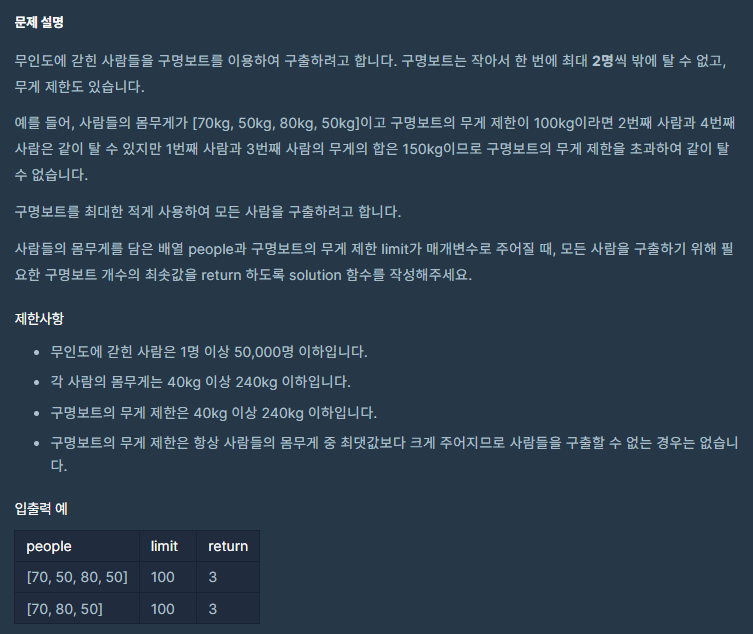 문제 설명
무인도에 갇힌 사람들을 구명보트를 이용하여 구출하려고 합니다. 구명보트는 작아서 한 번에 최대 2명씩 밖에 탈 수 없고,
무게 제한도 있습니다.
예를 들어, 사람들의 몸무게가 [70kg, 50kg, 80kg, 50kg]이고 구명보트의 무게 제한이 100kg이라면 2번째 사람과 4번째
사람은 같이 탈 수 있지만 1번째 사람과 3번째 사람의 무게의 합은 150kg이므로 구명보트의 무게 제한을 초과하여 같이 탈
수 없습니다.
구명보트를 최대한 적게 사용하여 모든 사람을 구출하려고 합니다.
사람들의 몸무게를 담은 배열 people과 구명보트의 무게 제한 limit가 매개변수로 주어질 때, 모든 사람을 구출하기 위해 필
요한 구명보트 개수의 최솟값을 return 하도록 solution 함수를 작성해주세요.
제한사항
• 무인도에 갇힌 사람은 1명 이상 50,000명 이하입니다.
• 각 사람의 몸무게는 40kg 이상 240kg 이하입니다.
• 구명보트의 무게 제한은 40kg 이상 240kg 이하입니다.
• 구명보트의 무게 제한은 항상 사람들의 몸무게 중 최댓값보다 크게 주어지므로 사람들을 구출할 수 없는 경우는 없습니
다.
입출력 예
people limit return
[70, 50, 80, 50] 100 3
[70, 80, 50] 100 3